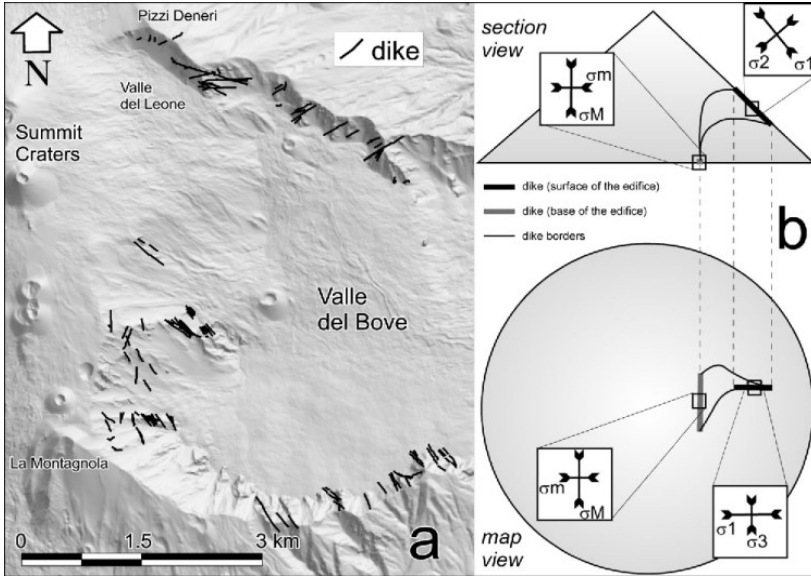 Pizzi Deneri
N
dike
Valle
del Leone
Summit
Craters
Valle
del Bove
La Montagnola
0
1.5
3 km
a
section
view
σm
σM
σ2
σ1
dike (surface of the edifice)
dike (base of the edifice)
dike borders
b
σm
σM
σ1
σ3
map
view